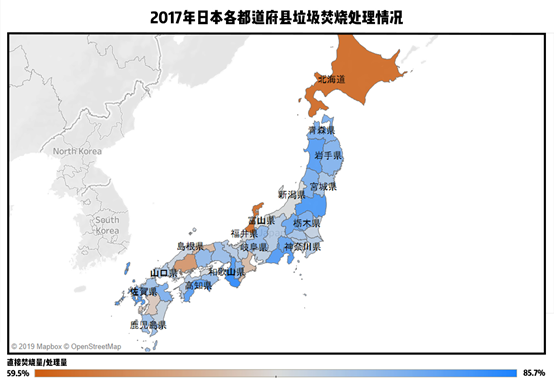 2017年日本各都道府县垃圾焚烧处理情况
北海道
青森県
岩手県
North Korea
宮城県
新潟県
South
Korea
富山県
栃木県
福井県
島根県
岐阜県
神奈川県
山口県
和歌山県
佐賀県
高知県
鹿児島県
© 2019 Mapbox © OpenStreetMap
直接焚烧量/处理量
59.5%
85.7%